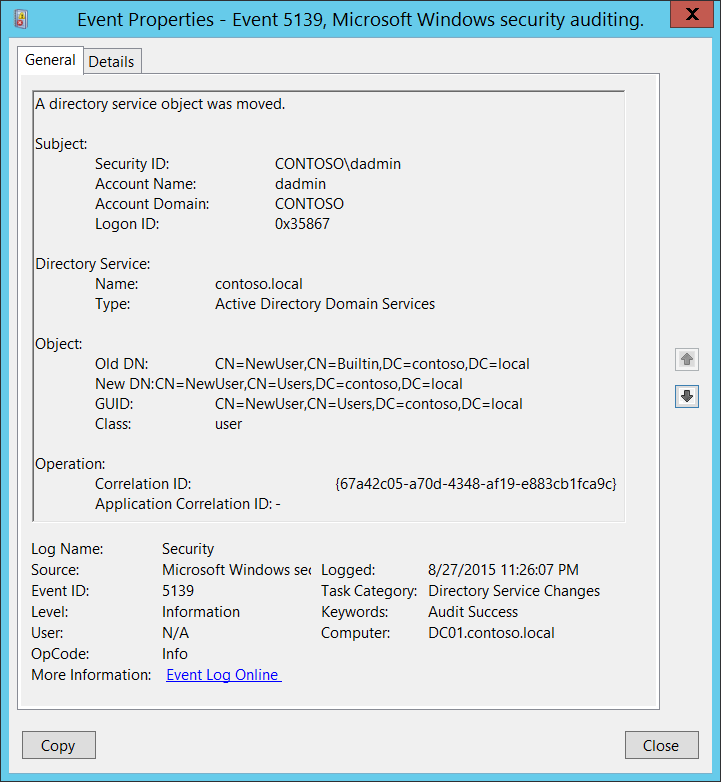 Event Properties - Event 5139, Microsoft Windows security auditing.
General
Details
A directory service object was moved.
Subject:
Security ID: CONTOSO\dadmin
Account Name: dadmin
Account Domain: CONTOSO
Logon ID: 0x35867
Directory Service:
Name: contoso.local
Type: Active Directory Domain Services
Object:
Old DN: CN=NewUser,CN=Builtin,DC=contoso,DC=local
New DN:CN=NewUser,CN=Users,DC=contoso,DC=local
GUID: CN=NewUser,CN=Users,DC=contoso,DC=local
Class: user
Operation:
Correlation ID: {67a42c05-a70d-4348-af19-e883cb1fca9c}
Application Correlation ID: -
Log Name: Security
Source: Microsoft Windows sec Logged: 8/27/2015 11:26:07 PM
Event ID: 5139 Task Category: Directory Service Changes
Level: Information Keywords: Audit Success
User: N/A Computer: DC01.contoso.local
OpCode: Info
More Information: Event Log Online
Copy
Close